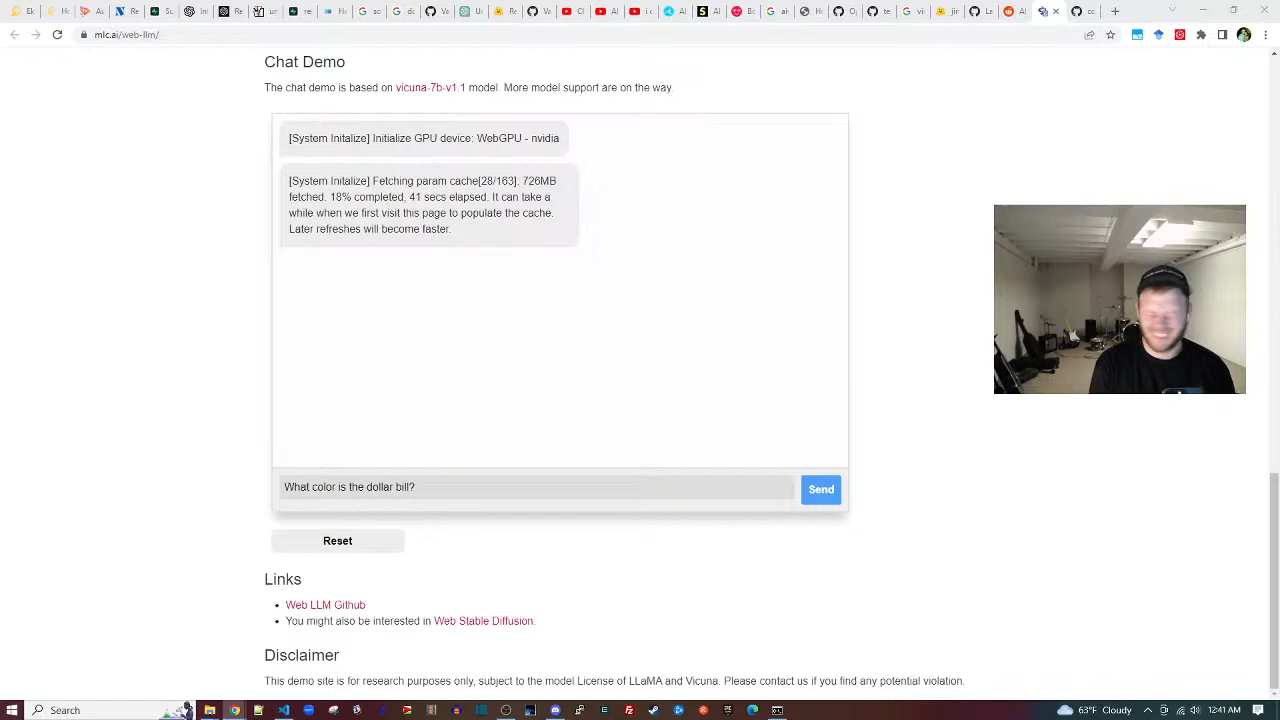 mlc.ai/web-llm/
Chat Demo
The chat demo is based on vicuna-7b-v1.1 model. More model support are on the way.
[System Initalize] Initialize GPU device: WebGPU - nvidia
[System Initalize] Fetching param cache[28/163]: 726MB
fetched. 18% completed, 41 secs elapsed. It can take a
while when we first visit this page to populate the cache.
Later refreshes will become faster.
What color is the dollar bill?
Send
Reset
Links
Web LLM Github
You might also be interested in Web Stable Diffusion.
Disclaimer
This demo site is for research purposes only, subject to the model License of LLaMA and Vicuna. Please contact us if you find any potential violation.
Search
63°F Cloudy
12:41 AM